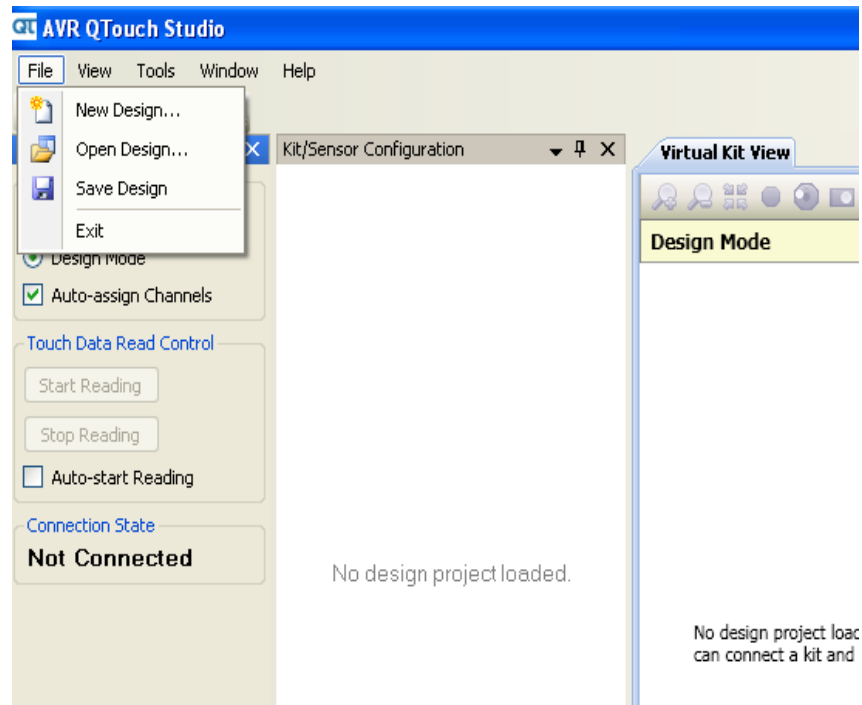 AVR QTouch Studio
File View Tools Window Help
New Design...
Open Design...
Save Design
Exit
Design Mode
Auto-assign Channels
Touch Data Read Control
Start Reading
Stop Reading
Auto-start Reading
Connection State
Not Connected
Kit/Sensor Configuration
No design project loaded.
Virtual Kit View
Design Mode
No design project
can connect a kit and